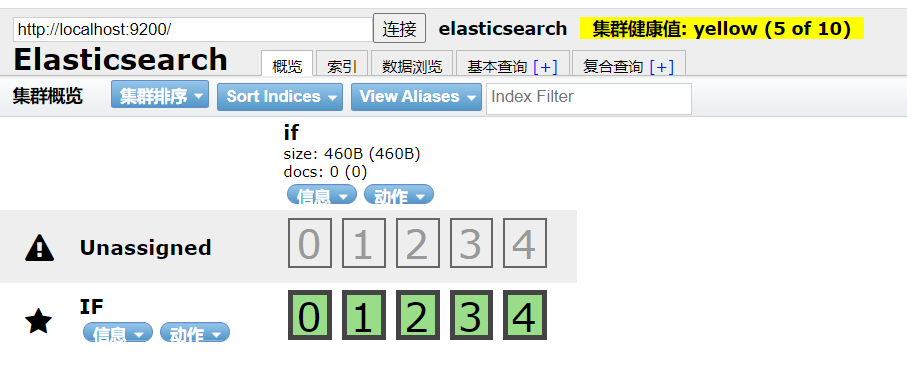 http://localhost:9200/ 连接 elasticsearch 集群健康值: yellow (5 of 10)
Elasticsearch 概览 索引 数据浏览 基本查询 [+] 复合查询 [+]
集群概览 集群排序 Sort Indices View Aliases Index Filter
if
size: 460B (460B)
docs: 0 (0)
信息 动作
Unassigned 0 1 2 3 4
IF 0 1 2 3 4
信息 动作